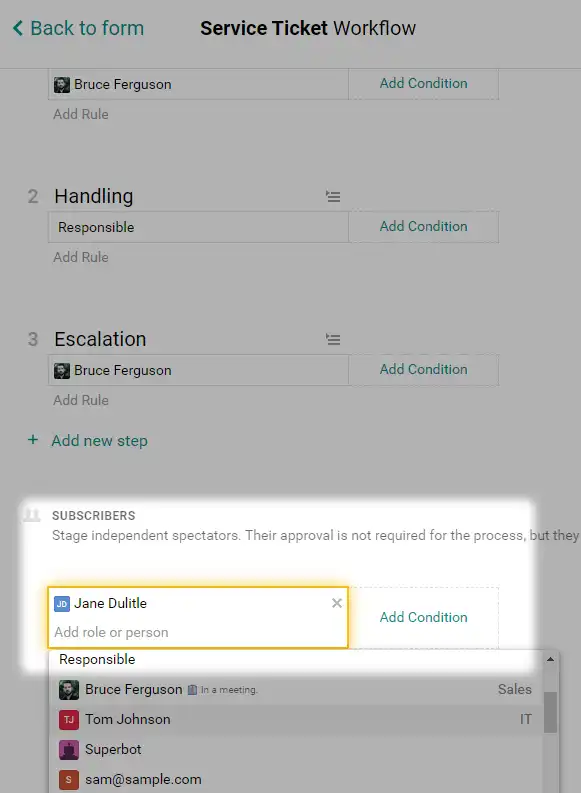 Back to form
Service Ticket Workflow
Bruce Ferguson
Add Condition
Add Rule
2 Handling
Responsible
Add Condition
Add Rule
3 Escalation
Bruce Ferguson
Add Condition
Add Rule
+ Add new step
SUBSCRIBERS
Stage independent spectators. Their approval is not required for the process, but they
JD Jane Dulitle ×
Add Condition
Add role or person
Responsible
Bruce Ferguson In a meeting. Sales
TJ Tom Johnson IT
Superbot
S sam@sample.com